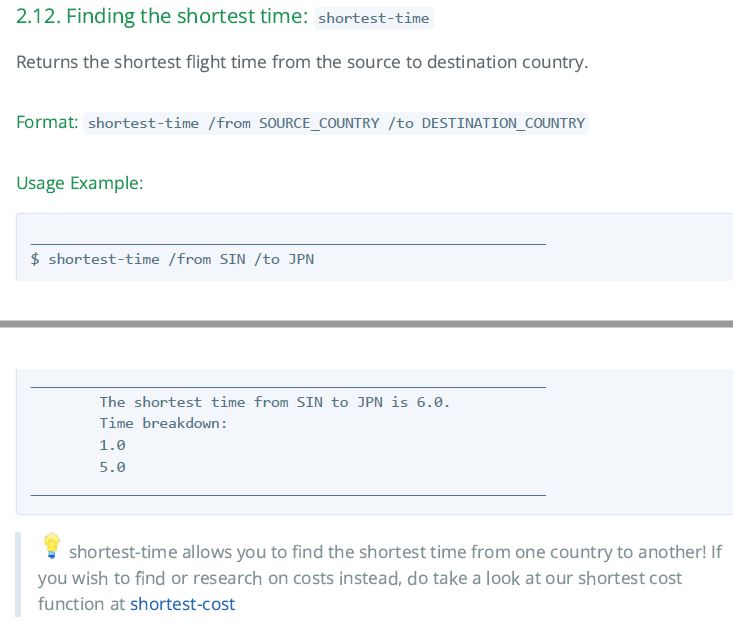 2.12. Finding the shortest time: shortest-time
Returns the shortest flight time from the source to destination country.
Format: shortest-time /from SOURCE_COUNTRY /to DESTINATION_COUNTRY
Usage Example:
$ shortest-time /from SIN /to JPN
The shortest time from SIN to JPN is 6.0.
Time breakdown:
1.0
5.0
shortest-time allows you to find the shortest time from one country to another! If
you wish to find or research on costs instead, do take a look at our shortest cost
function at shortest-cost